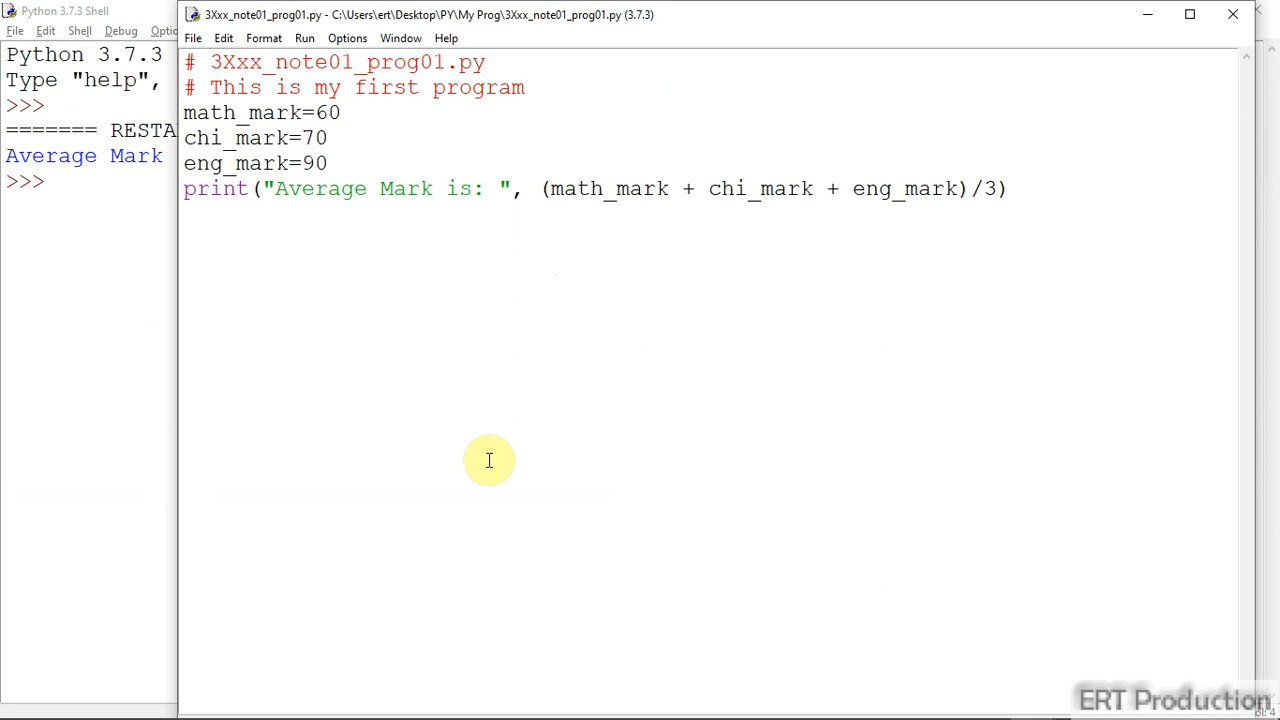 Python 3.7.3 Shell
File Edit Shell Debug Optio
Python 3.7.3
Type "help",
>>>
======= RESTA
Average Mark
>>>
3Xxx_note01_prog01.py - C:\Users\ert\Desktop\PY\My Prog\3Xxx_note01_prog01.py (3.7.3)
File Edit Format Run Options Window Help
# 3Xxx_note01_prog01.py
# This is my first program
math_mark=60
chi_mark=70
eng_mark=90
print("Average Mark is: ", (math_mark + chi_mark + eng_mark)/3)
ERT Production
ol: 4